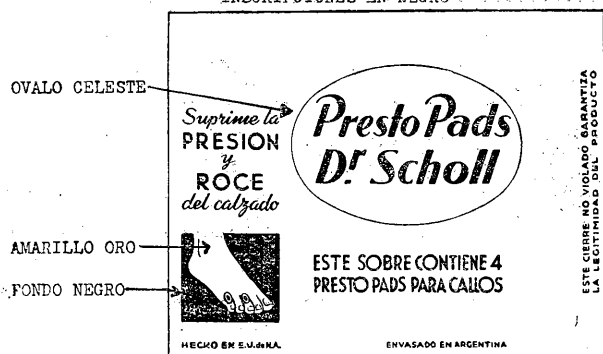 INSCRIPCIONES EN NEGRO
OVALO CELESTE
Suprime la
PRESION
y
ROCE
del calzado
Presto Pads
Dr. Scholl
AMARILLO ORO
FONDO NEGRO
ESTE SOBRE CONTIENE 4
PRESTO PADS PARA CALLOS
HECHO EN E.U. de N.A.
ENVASADO EN ARGENTINA
ESTE CIERRE NO VIOLADO GARANTIZA
LA LEGITIMIDAD DEL PRODUCTO